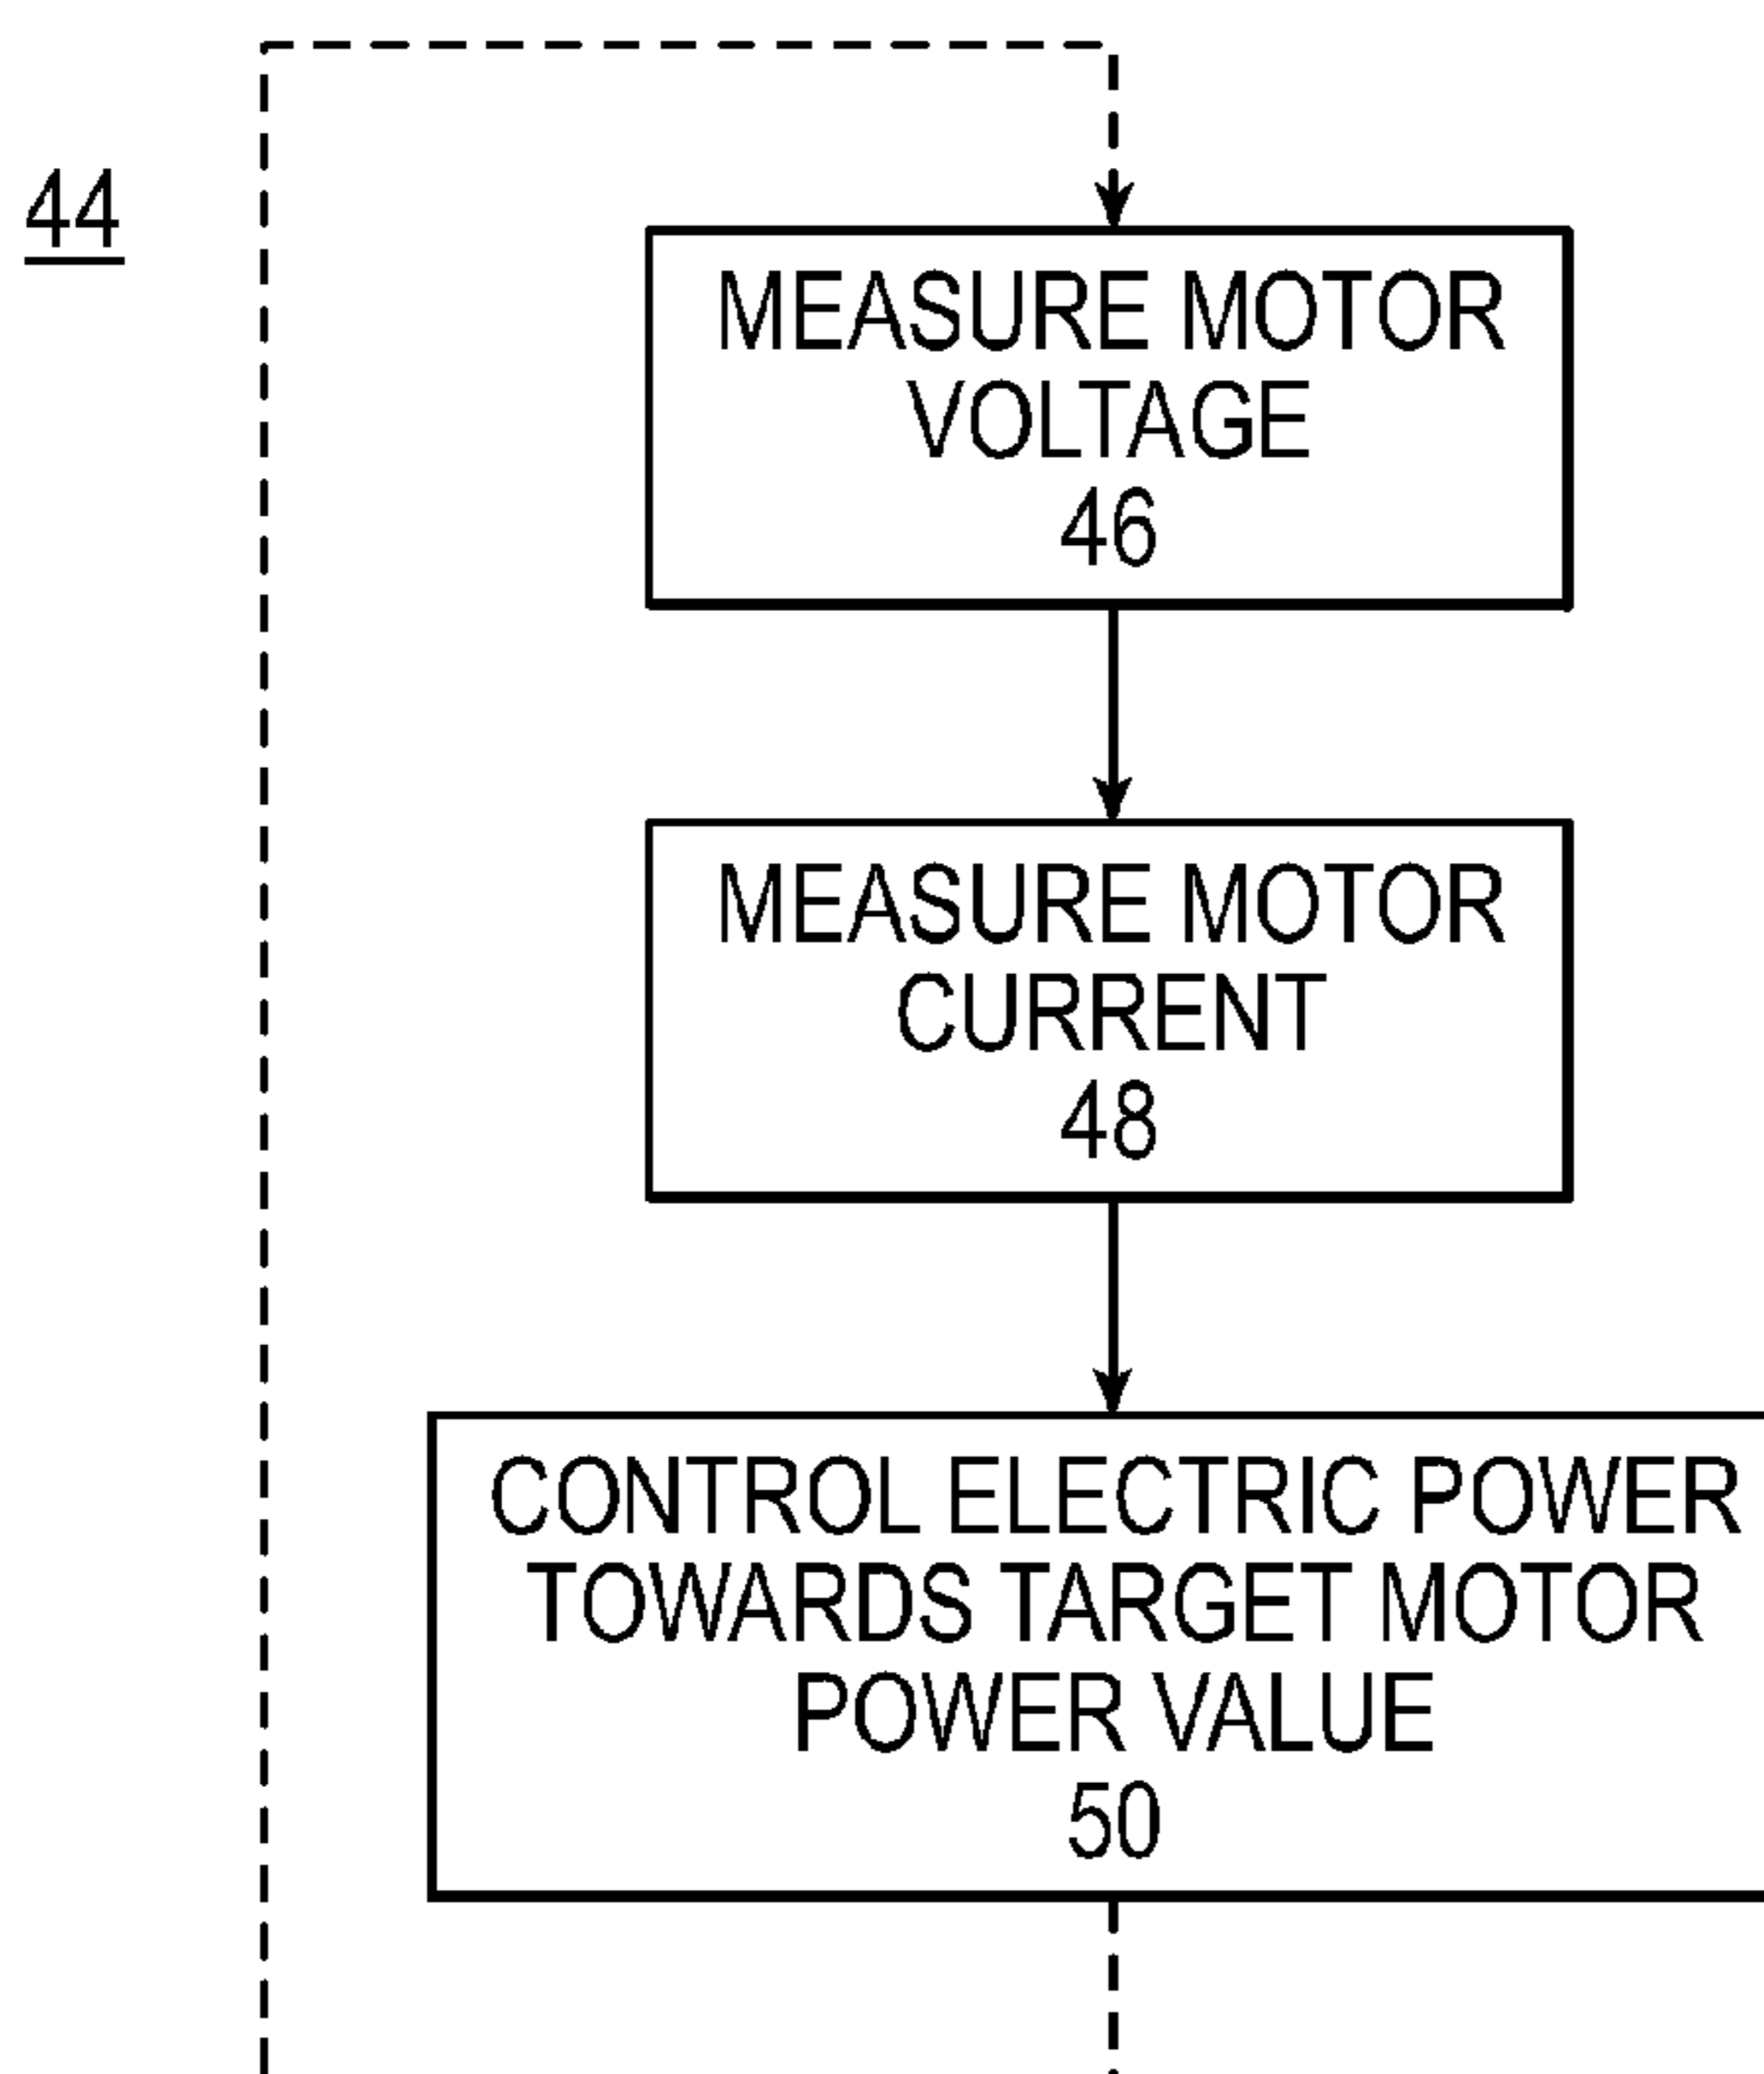 44
MEASURE MOTOR
VOLTAGE
46
MEASURE MOTOR
CURRENT
48
CONTROL ELECTRIC POWER
TOWARDS TARGET MOTOR
POWER VALUE
50